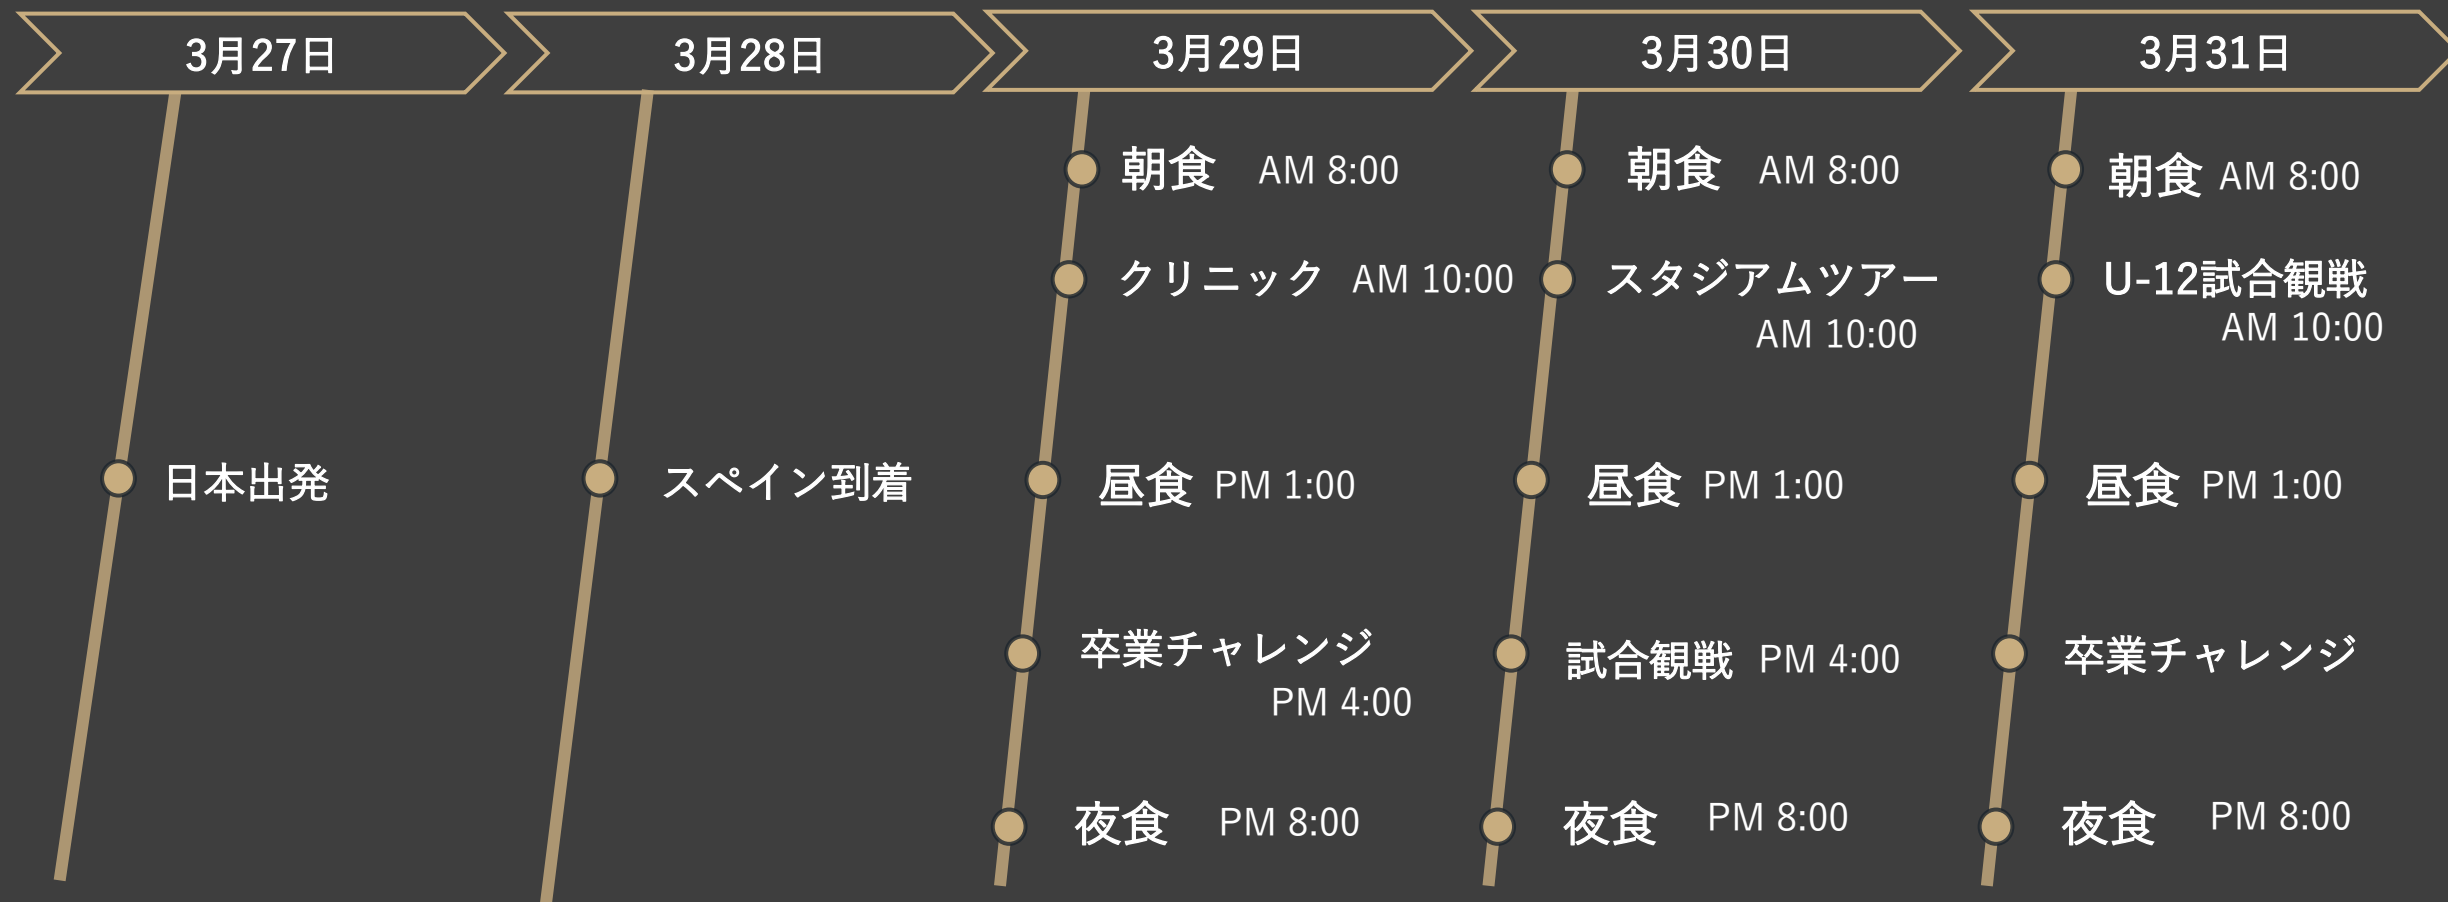 3月27日
日本出発
3月28日
スペイン到着
3月29日
朝食 AM 8:00
クリニック AM 10:00
昼食 PM 1:00
卒業チャレンジ
PM 4:00
夜食 PM 8:00
3月30日
朝食 AM 8:00
スタジアムツアー
AM 10:00
昼食 PM 1:00
試合観戦 PM 4:00
夜食 PM 8:00
3月31日
朝食 AM 8:00
U-12試合観戦
AM 10:00
昼食 PM 1:00
卒業チャレンジ
夜食 PM 8:00